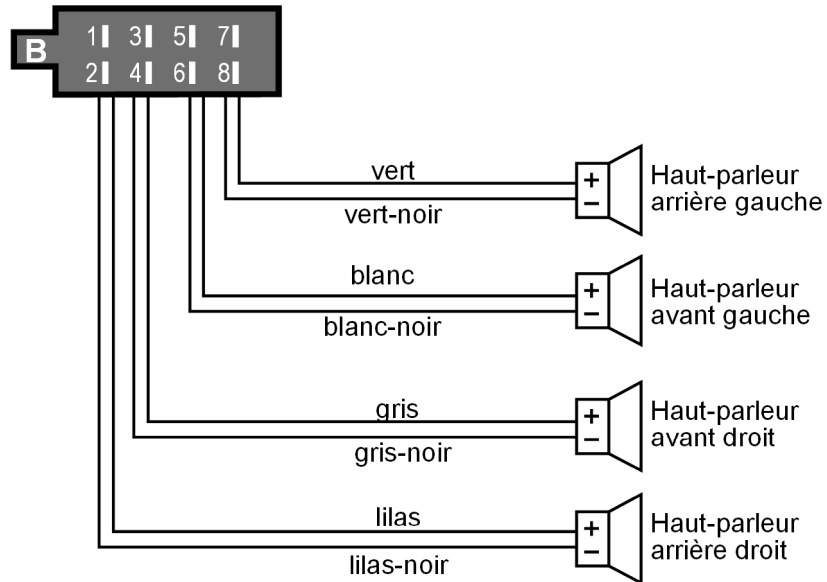 B
1 3 5 7
2 4 6 8
vert
+
Haut-parleur
arrière gauche
−
vert-noir
blanc
+
Haut-parleur
avant gauche
−
blanc-noir
gris
+
Haut-parleur
avant droit
−
gris-noir
lilas
+
Haut-parleur
arrière droit
−
lilas-noir